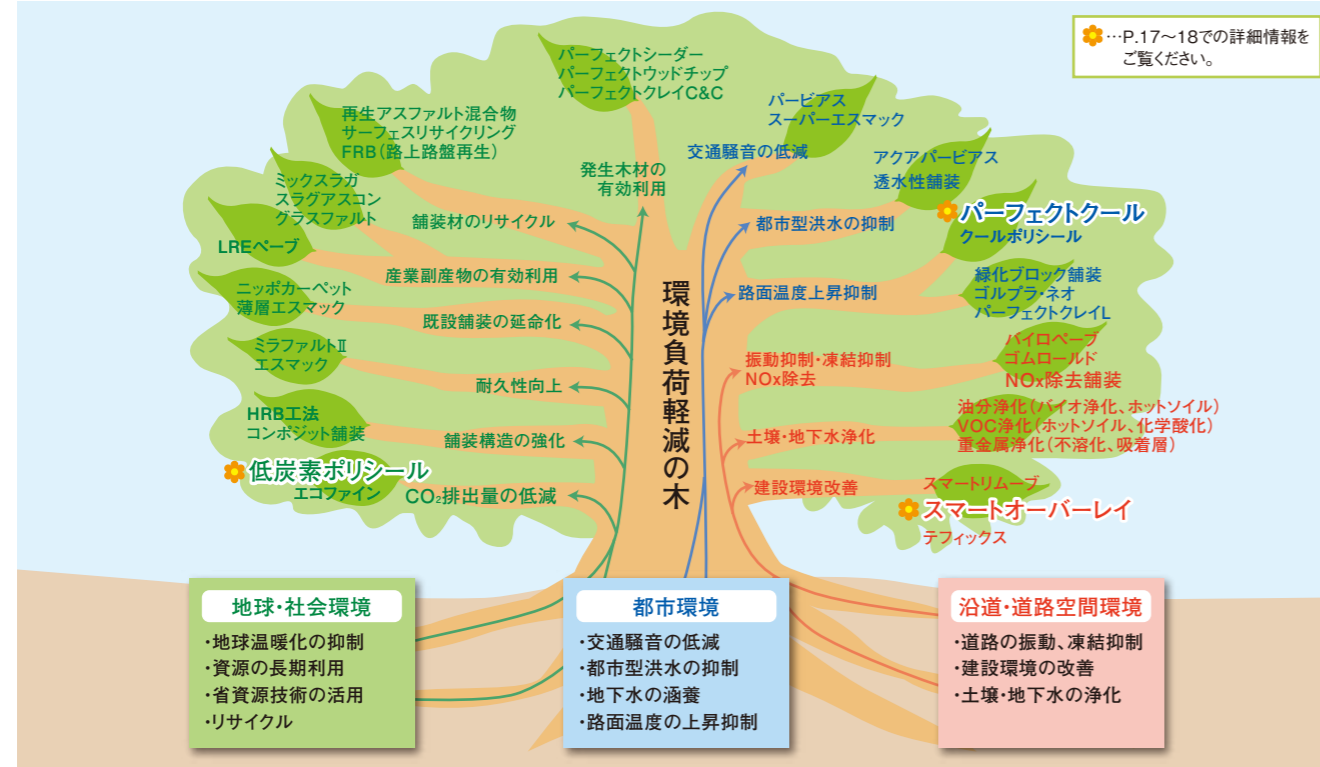 …P.17〜18での詳細情報を
ご覧ください。
パーフェクトシーダー
パーフェクトウッドチップ
パーフェクトクレイC&C
発生木材の
有効利用
再生アスファルト混合物
サーフェスリサイクリング
FRB(路上路盤再生)
舗装材のリサイクル
ミックスラガ
スラグアスコン
グラスファルト
LREペーブ
産業副産物の有効利用
ニッポカーペット
薄層エスマック
既設舗装の延命化
ミラファルトⅡ
エスマック
耐久性向上
HRB工法
コンポジット舗装
舗装構造の強化
低炭素ポリシール
エコファイン
CO₂排出量の低減
環境負荷軽減の木
パービアス
スーパーエスマック
交通騒音の低減
アクアパービアス
透水性舗装
都市型洪水の抑制
パーフェクトクール
クールポリシール
路面温度上昇抑制
緑化ブロック舗装
ゴルプラ・ネオ
パーフェクトクレイL
振動抑制・凍結抑制
NOx除去
バイロペーブ
ゴムロールド
NOx除去舗装
土壌・地下水浄化
油分浄化(バイオ浄化、ホットソイル)
VOC浄化(ホットソイル、化学酸化)
重金属浄化(不溶化、吸着層)
建設環境改善
スマートリムーブ
スマートオーバーレイ
テフィックス
地球・社会環境
・地球温暖化の抑制
・資源の長期利用
・省資源技術の活用
・リサイクル
都市環境
・交通騒音の低減
・都市型洪水の抑制
・地下水の涵養
・路面温度の上昇抑制
沿道・道路空間環境
・道路の振動、凍結抑制
・建設環境の改善
・土壌・地下水の浄化